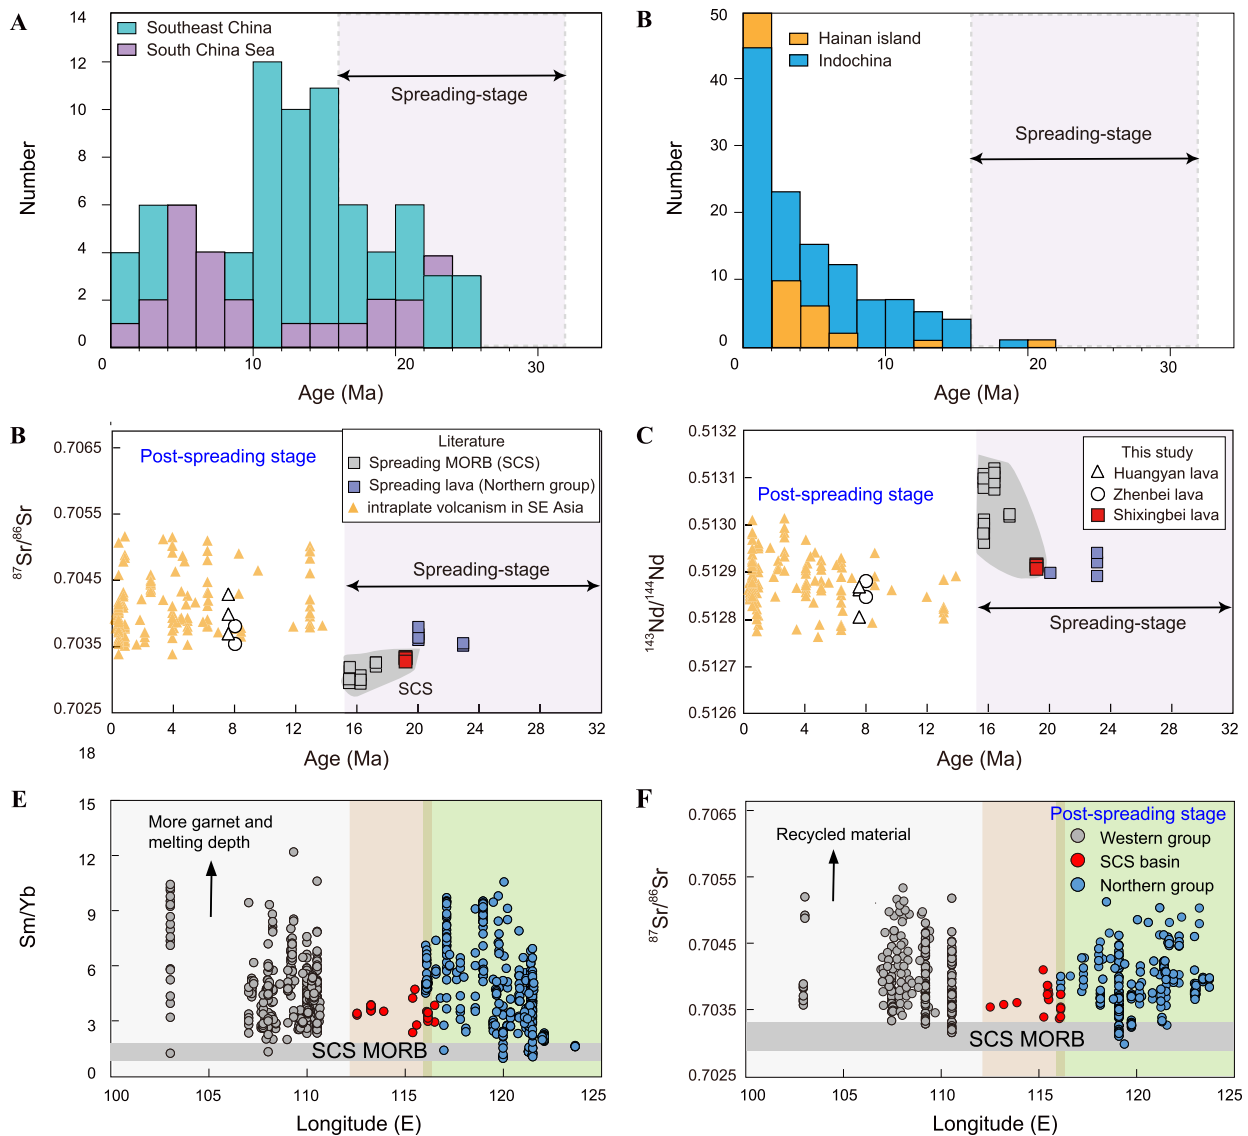 A
14
12
10
12
8
6
4
2
0
Number
Southeast China
South China Sea
Spreading-stage
0
10
20
30
Age (Ma)
B
50
40
30
20
10
0
Number
Hainan island
Indochina
Spreading-stage
0
10
20
30
Age (Ma)
B
0.7065
0.7055
0.7045
0.7035
0.7025
87Sr/86Sr
Post-spreading stage
Literature
Spreading MORB (SCS)
Spreading lava (Northern group)
intraplate volcanism in SE Asia
Spreading-stage
SCS
0
4
8
12
16
20
24
28
32
Age (Ma)
18
C
0.5132
0.5131
0.5130
0.5129
0.5128
0.5127
0.5126
143Nd/144Nd
Post-spreading stage
This study
Huangyan lava
Zhenbei lava
Shixingbei lava
Spreading-stage
0
4
8
12
16
20
24
28
32
Age (Ma)
E
15
12
9
6
3
0
Sm/Yb
More garnet and
melting depth
SCS MORB
100
105
110
115
120
125
Longitude (E)
F
0.7065
0.7055
0.7045
0.7035
0.7025
87Sr/86Sr
Recycled material
Post-spreading stage
Western group
SCS basin
Northern group
SCS MORB
100
105
110
115
120
125
Longitude (E)